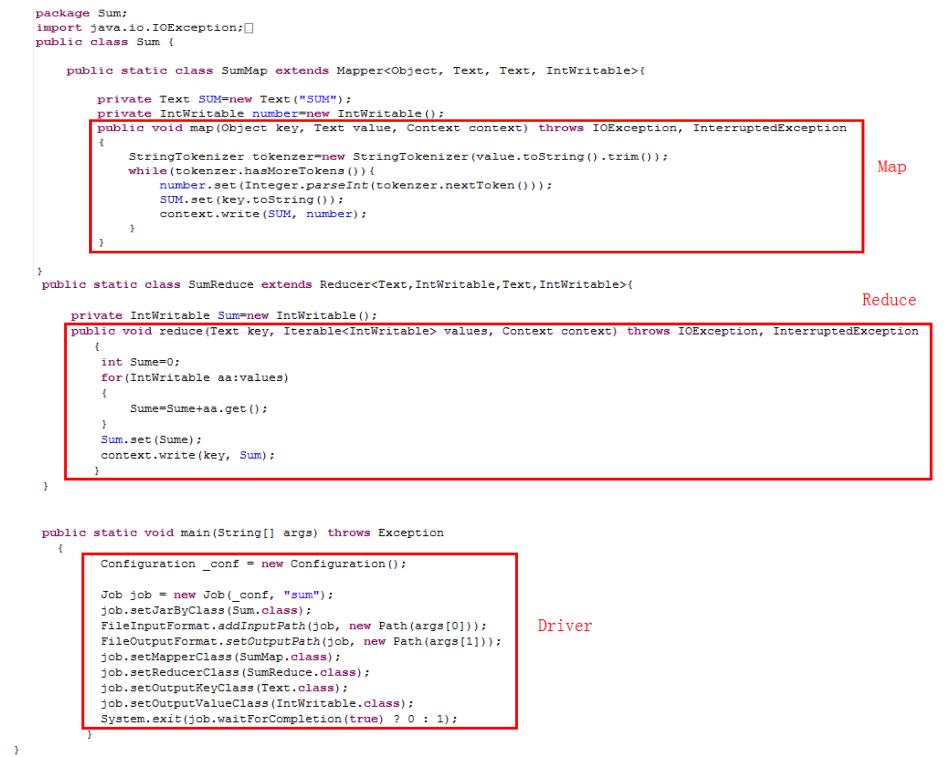 package Sum;
import java.io.IOException;
public class Sum {
public static class SumMap extends Mapper<Object, Text, Text, IntWritable>{
private Text SUM=new Text("SUM");
private IntWritable number=new IntWritable();
public void map(Object key, Text value, Context context) throws IOException, InterruptedException
{
StringTokenizer tokenzer=new StringTokenizer(value.toString().trim());
while(tokenzer.hasMoreTokens()){
number.set(Integer.parseInt(tokenzer.nextToken()));
SUM.set(key.toString());
context.write(SUM, number);
}
}
Map
}
public static class SumReduce extends Reducer<Text,IntWritable,Text,IntWritable>{
Reduce
private IntWritable Sum=new IntWritable();
public void reduce(Text key, Iterable<IntWritable> values, Context context) throws IOException, InterruptedException
{
int Sume=0;
for(IntWritable aa:values)
{
Sume=Sume+aa.get();
}
Sum.set(Sume);
context.write(key, Sum);
}
}
public static void main(String[] args) throws Exception
{
Configuration _conf = new Configuration();
Job job = new Job(_conf, "sum");
job.setJarByClass(Sum.class);
FileInputFormat.addInputPath(job, new Path(args[0]));
FileOutputFormat.setOutputPath(job, new Path(args[1]));
job.setMapperClass(SumMap.class);
job.setReducerClass(SumReduce.class);
job.setOutputKeyClass(Text.class);
job.setOutputValueClass(IntWritable.class);
System.exit(job.waitForCompletion(true) ? 0 : 1);
Driver
}
}